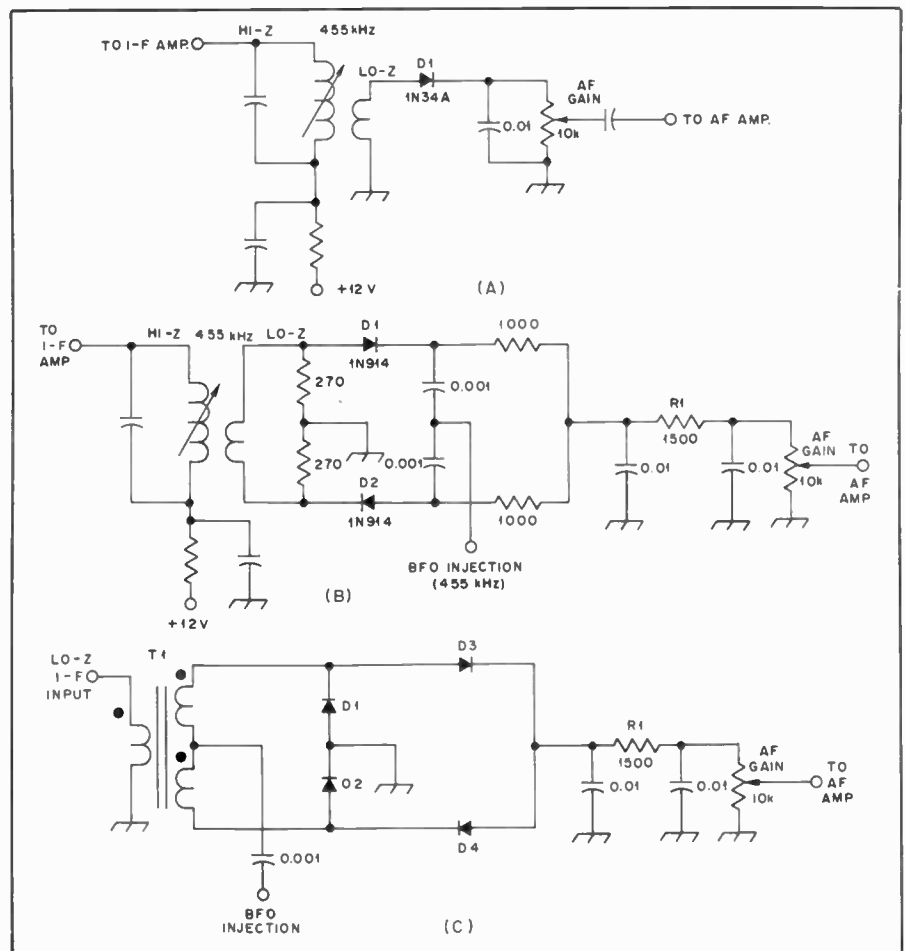 HI-Z 455 kHz
TO I-F AMP.
LO-Z D1
1N34A
AF
GAIN
0.01
10k
TO AF AMP.
+12 V
(A)
TO
I-F
AMP
HI-Z 455 kHz LO-Z
D1
1N914
1000
270
0.001
270
0.001
D2
1N914
1000
R1
1500
0.01
0.01
AF
GAIN
10k
TO
AF
AMP
BFO INJECTION
(455 kHz)
+12V
(B)
LO-Z
I-F
INPUT
T1
D3
D1
O2
D4
R1
1500
0.01
0.01
AF
GAIN
10k
TO
AF
AMP
0.001
BFO
INJECTION
(C)